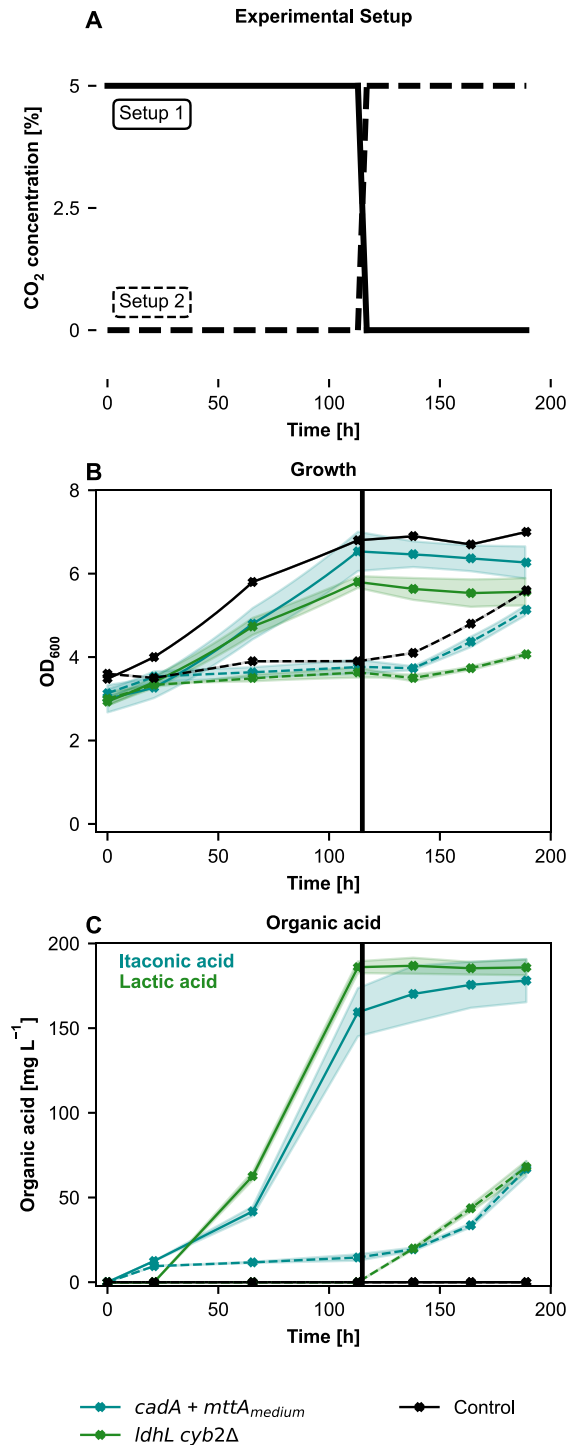 A Experimental Setup
CO₂ concentration [%]
5
2.5
0
Setup 1
Setup 2
0 50 100 150 200
Time [h]
B Growth
OD₆₀₀
8
6
4
2
0
0 50 100 150 200
Time [h]
C Organic acid
Organic acid [mg L⁻¹]
200
150
100
50
0
Itaconic acid
Lactic acid
0 50 100 150 200
Time [h]
cadA + mttA_medium
Control
ldhL cyb2Δ